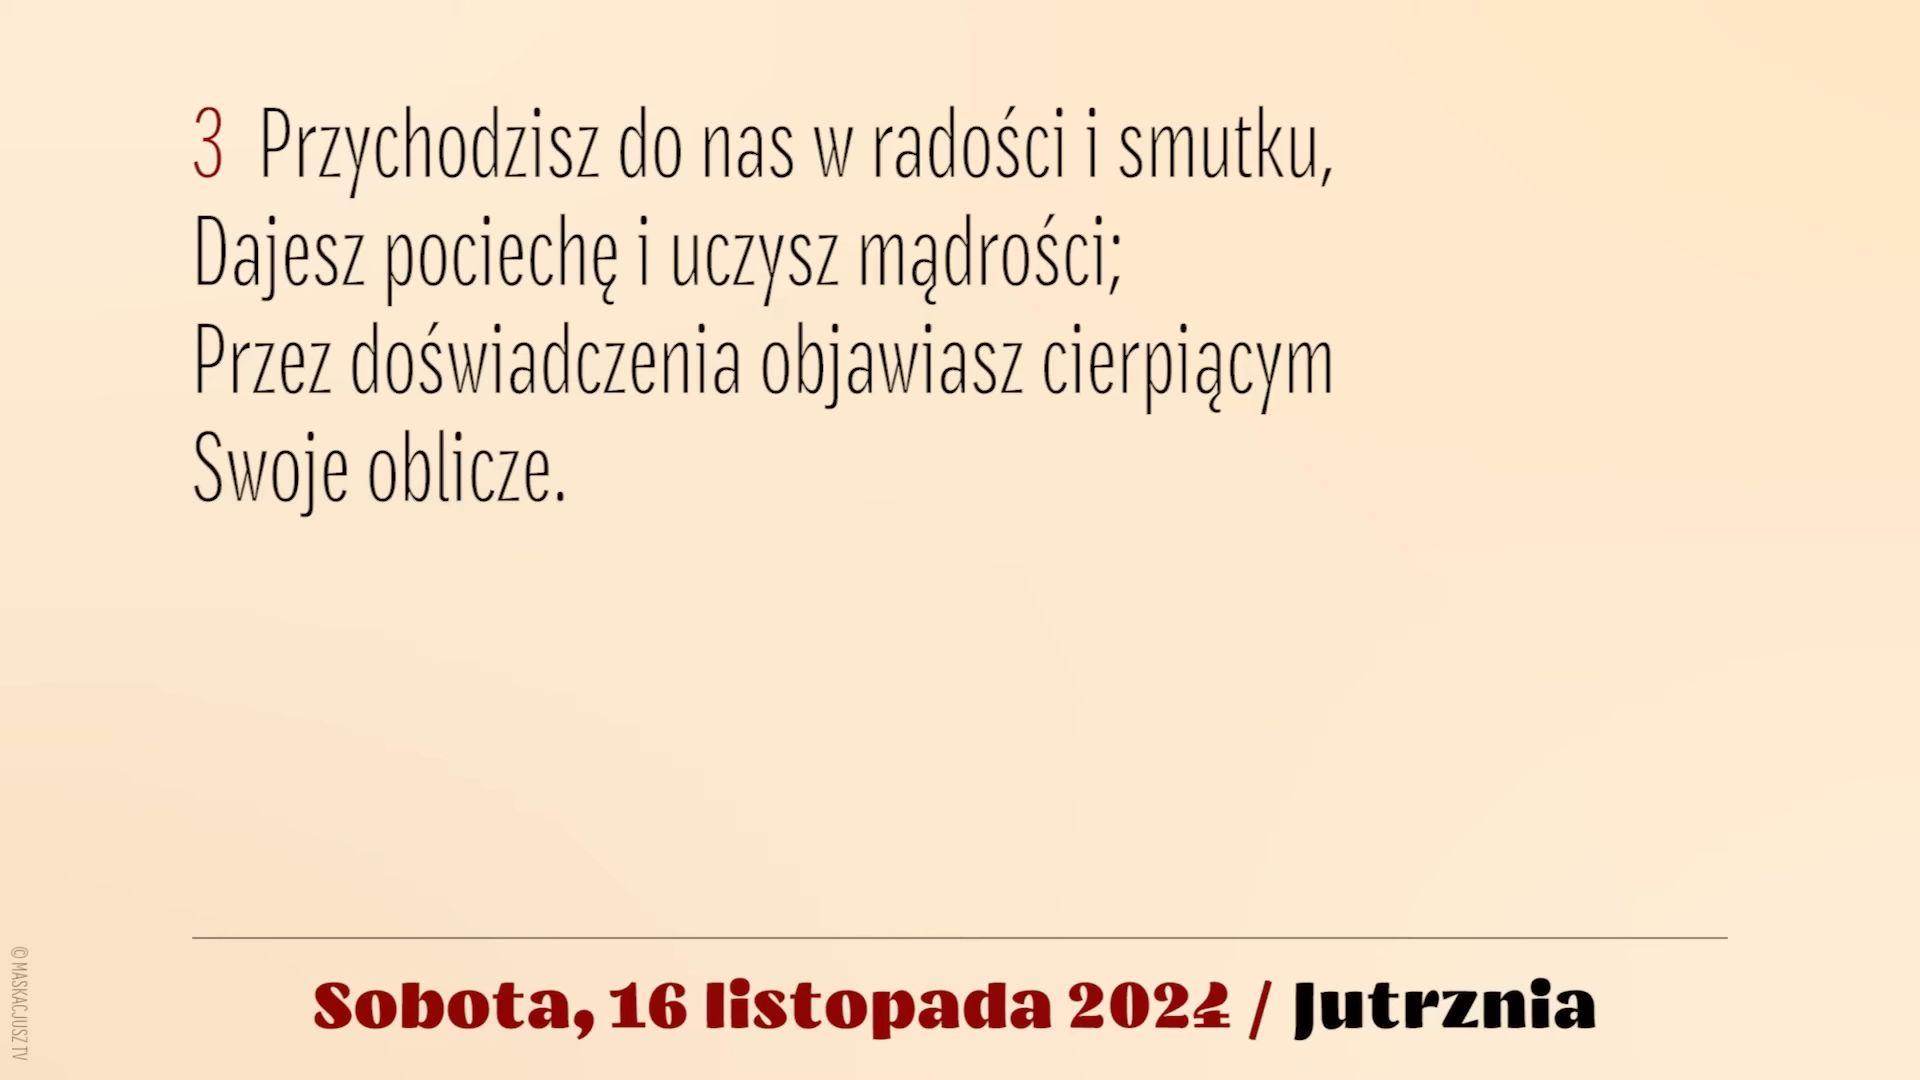 3 Przychodzisz do nas w radości i smutku,
Dajesz pociechę i uczysz mądrości;
Przez doświadczenia objawiasz cierpiącym
Swoje oblicze.
Sobota, 16 listopada 2024 / Jutrznia
© MASKACJUSZ TV